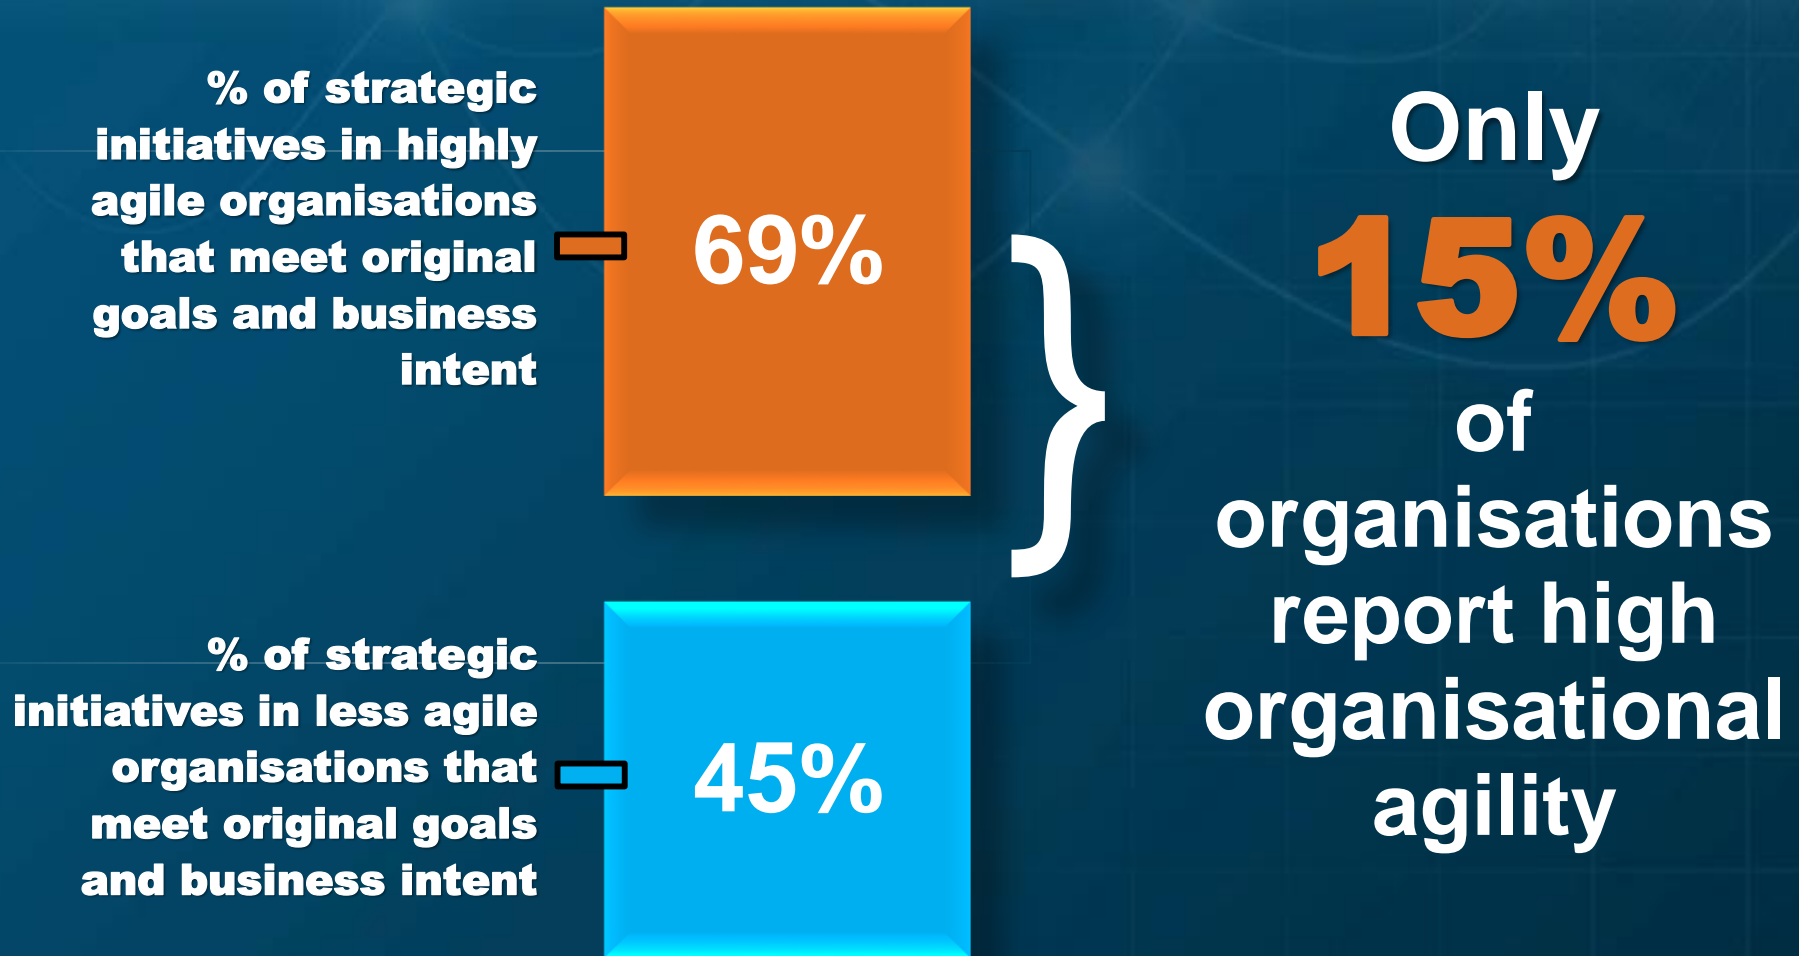 % of strategic
initiatives in highly
agile organisations
that meet original
goals and business
intent
69%
% of strategic
initiatives in less agile
organisations that
meet original goals
and business intent
45%
}
Only
15%
of
organisations
report high
organisational
agility